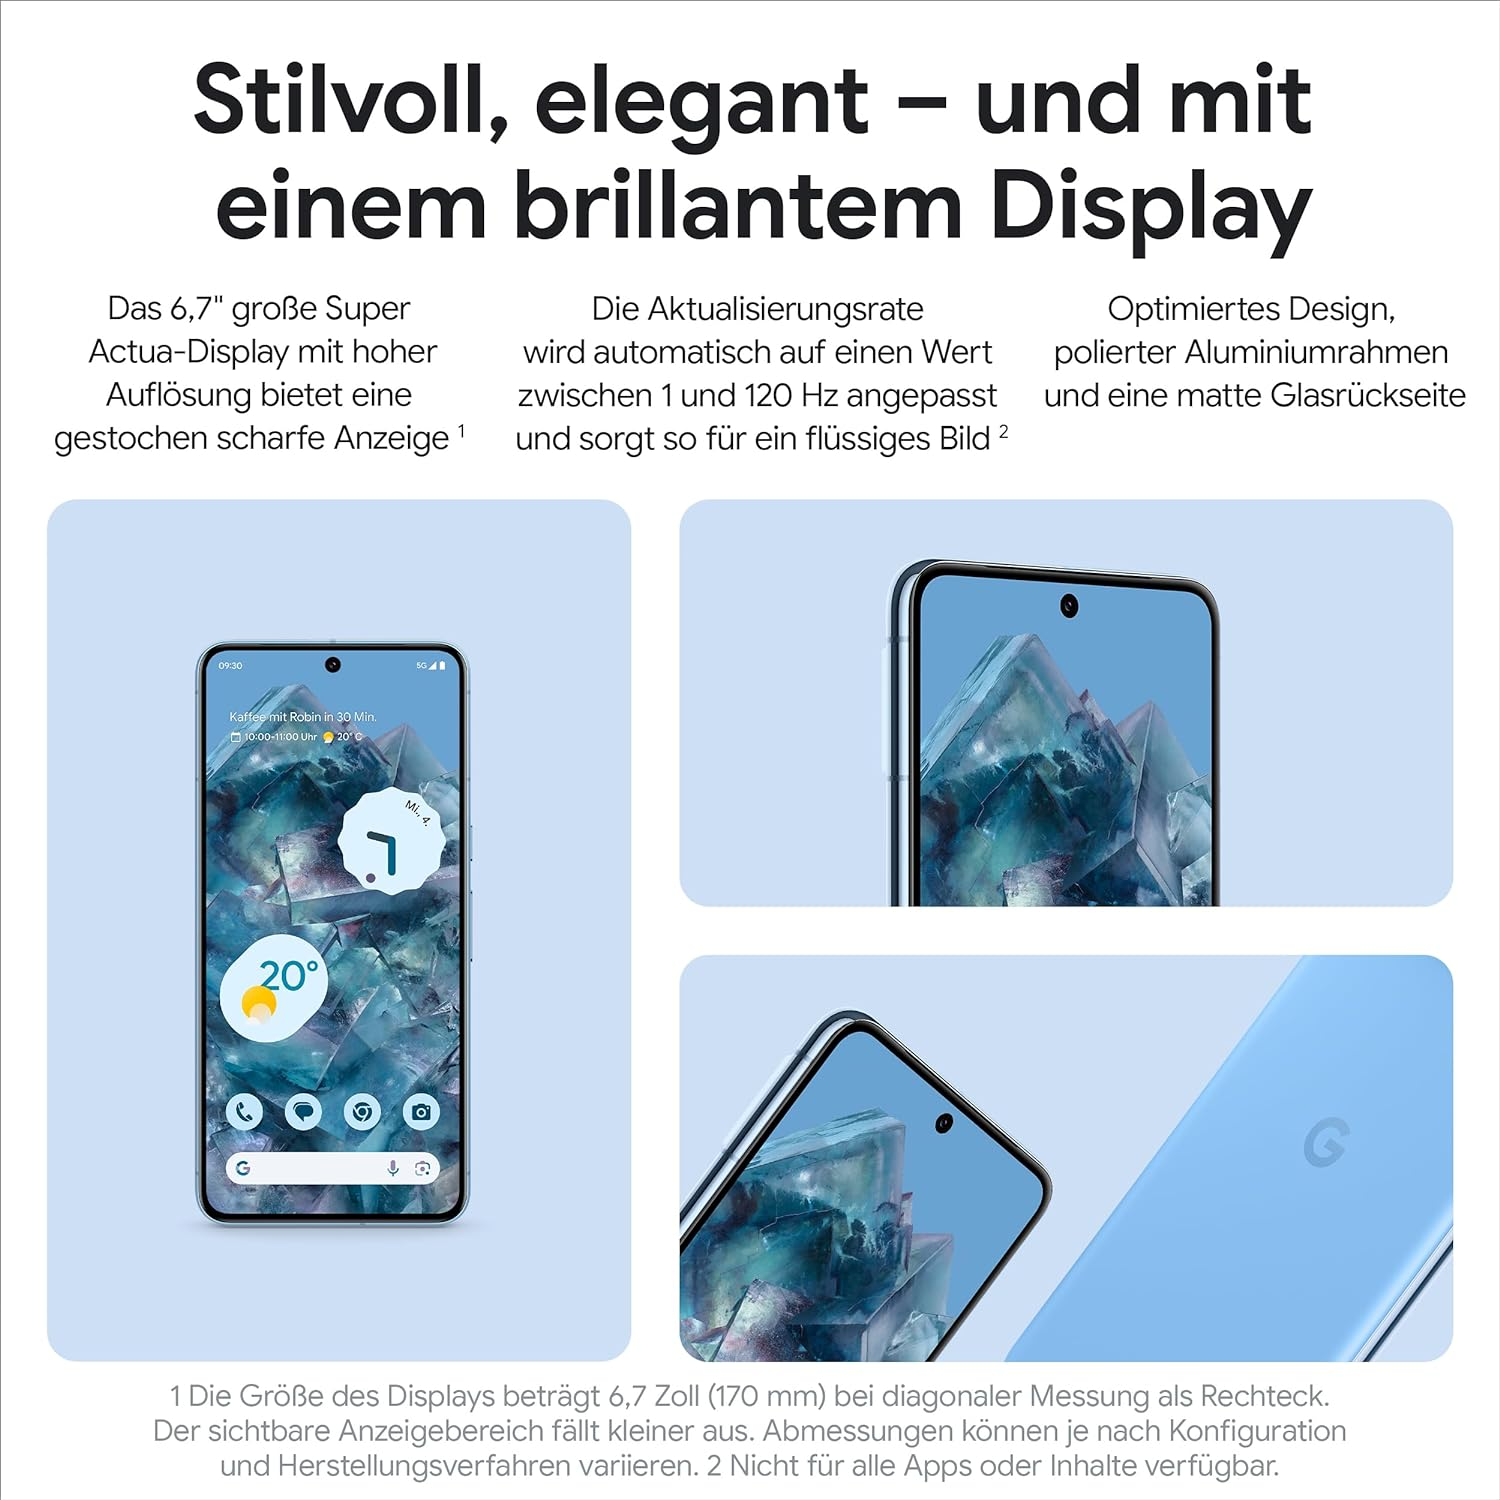 Stilvoll, elegant – und mit
einem brillantem Display
Das 6,7" große Super
Actua-Display mit hoher
Auflösung bietet eine
gestochen scharfe Anzeige 1
Die Aktualisierungsrate
wird automatisch auf einen Wert
zwischen 1 und 120 Hz angepasst
und sorgt so für ein flüssiges Bild 2
Optimiertes Design,
polierter Aluminiumrahmen
und eine matte Glasrückseite
09:30
5G
Kaffee mit Robin in 30 Min.
10:00–11:00 Uhr 20° C
Mi., 4.
20°
G
G
1 Die Größe des Displays beträgt 6,7 Zoll (170 mm) bei diagonaler Messung als Rechteck.
Der sichtbare Anzeigebereich fällt kleiner aus. Abmessungen können je nach Konfiguration
und Herstellungsverfahren variieren. 2 Nicht für alle Apps oder Inhalte verfügbar.